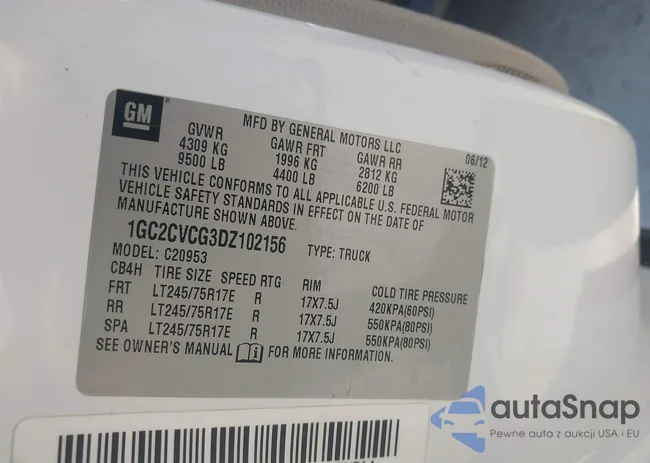 GM
MFD BY GENERAL MOTORS LLC
GVWR GAWR FRT GAWR RR 06/12
4309 KG 1996 KG 2812 KG
9500 LB 4400 LB 6200 LB
THIS VEHICLE CONFORMS TO ALL APPLICABLE U.S. FEDERAL MOTOR
VEHICLE SAFETY STANDARDS IN EFFECT ON THE DATE OF
MANUFACTURE SHOWN ABOVE.
1GC2CVCG3DZ102156 TYPE: TRUCK
MODEL: C20953
CB4H TIRE SIZE SPEED RTG RIM COLD TIRE PRESSURE
FRT LT245/75R17E R 17X7.5J 420KPA(60PSI)
RR LT245/75R17E R 17X7.5J 550KPA(80PSI)
SPA LT245/75R17E R 17X7.5J 550KPA(80PSI)
SEE OWNER'S MANUAL FOR MORE INFORMATION.
autaSnap
Pewne auta z aukcji USA i EU